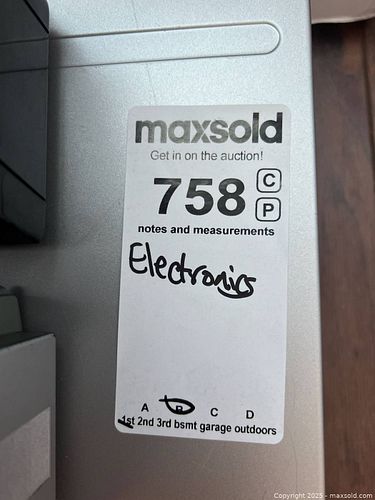 maxsold
Get in on the auction!
758 C
P
notes and measurements
Electronics
A B C D
1st 2nd 3rd bsmt garage outdoors
Copyright 2025 - maxsold.com